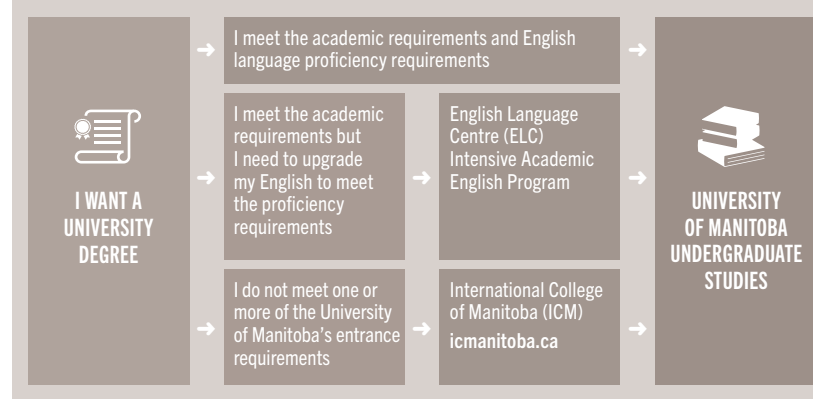 I WANT A
UNIVERSITY
DEGREE
I meet the academic requirements and English
language proficiency requirements
I meet the academic
requirements but
I need to upgrade
my English to meet
the proficiency
requirements
English Language
Centre (ELC)
Intensive Academic
English Program
I do not meet one or
more of the University
of Manitoba’s entrance
requirements
International College
of Manitoba (ICM)
icmanitoba.ca
UNIVERSITY
OF MANITOBA
UNDERGRADUATE
STUDIES